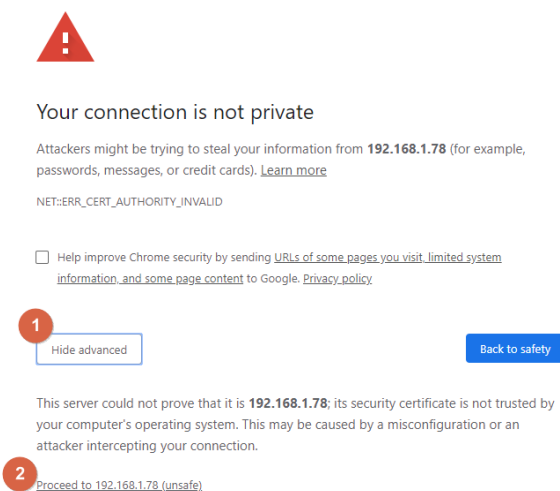 Your connection is not private
Attackers might be trying to steal your information from 192.168.1.78 (for example,
passwords, messages, or credit cards). Learn more
NET::ERR_CERT_AUTHORITY_INVALID
Help improve Chrome security by sending URLs of some pages you visit, limited system
information, and some page content to Google. Privacy policy
1
Hide advanced
Back to safety
This server could not prove that it is 192.168.1.78; its security certificate is not trusted by
your computer's operating system. This may be caused by a misconfiguration or an
attacker intercepting your connection.
2
Proceed to 192.168.1.78 (unsafe)